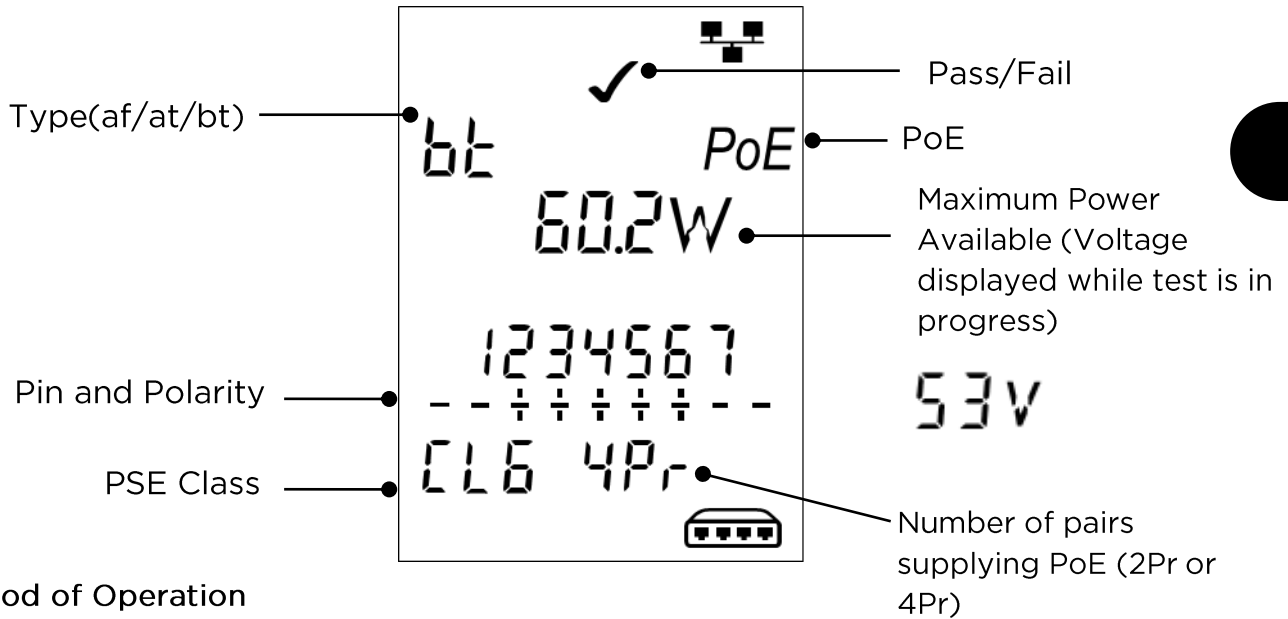 Pass/Fail
Type(af/at/bt)
bt
PoE
PoE
60.2W
Maximum Power
Available (Voltage
displayed while test is in
progress)
1234567
Pin and Polarity
- - ÷ ÷ ÷ ÷ ÷ - -
53v
PSE Class
CL6 4Pr
Number of pairs
supplying PoE (2Pr or
4Pr)
od of Operation